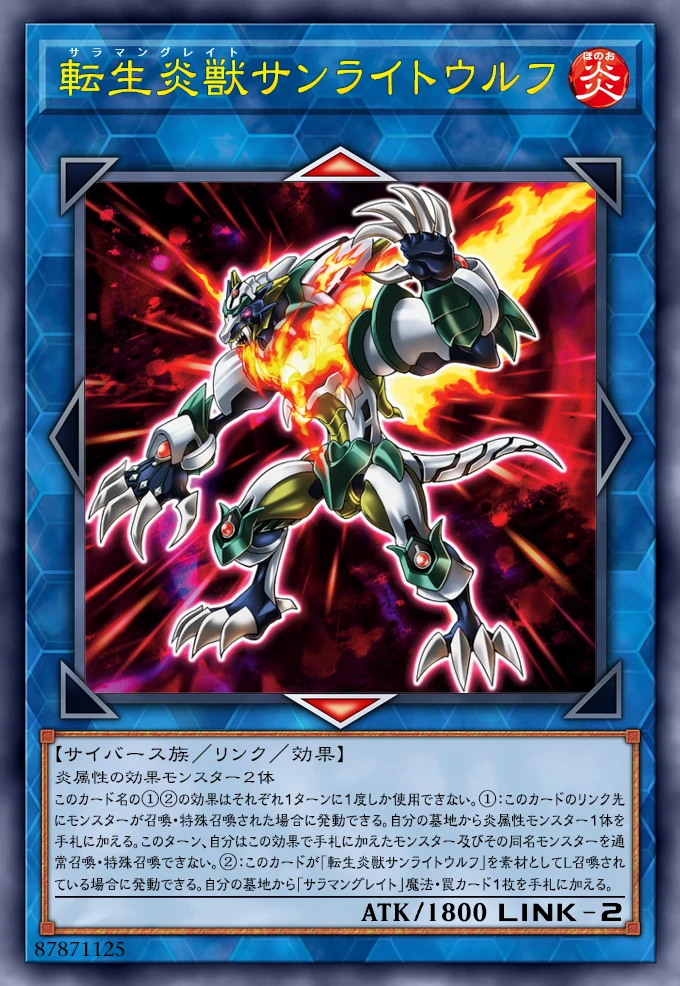 サラマングレイト
転生炎獣サンライトウルフ
ほのお
炎
【サイバース族／リンク／効果】
炎属性の効果モンスター２体
このカード名の①②の効果はそれぞれ1ターンに1度しか使用できない。①：このカードのリンク先
にモンスターが召喚・特殊召喚された場合に発動できる。自分の墓地から炎属性モンスター1体を
手札に加える。このターン、自分はこの効果で手札に加えたモンスター及びその同名モンスターを通
常召喚・特殊召喚できない。②：このカードが「転生炎獣サンライトウルフ」を素材としてL召喚され
ている場合に発動できる。自分の墓地から「サラマングレイト」魔法・罠カード1枚を手札に加える。
ATK/1800 LINK-2
87871125